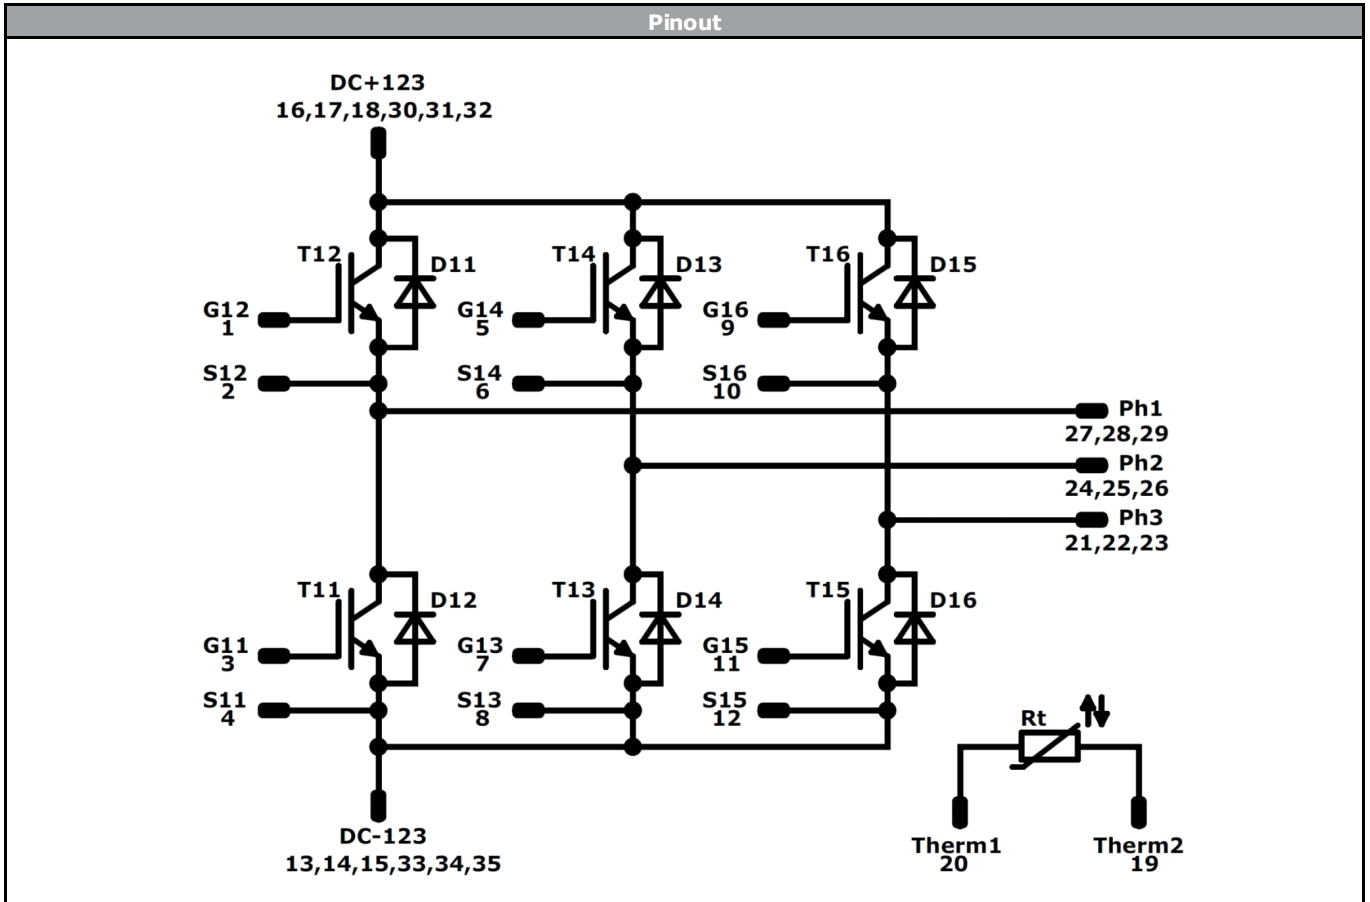 Pinout
DC+123
16,17,18,30,31,32
T12
D11
T14
D13
T16
D15
G12
1
G14
5
G16
9
S12
2
S14
6
S16
10
Ph1
27,28,29
Ph2
24,25,26
Ph3
21,22,23
T11
D12
T13
D14
T15
D16
G11
3
G13
7
G15
11
S11
4
S13
8
S15
12
Rt
DC-123
13,14,15,33,34,35
Therm1
20
Therm2
19